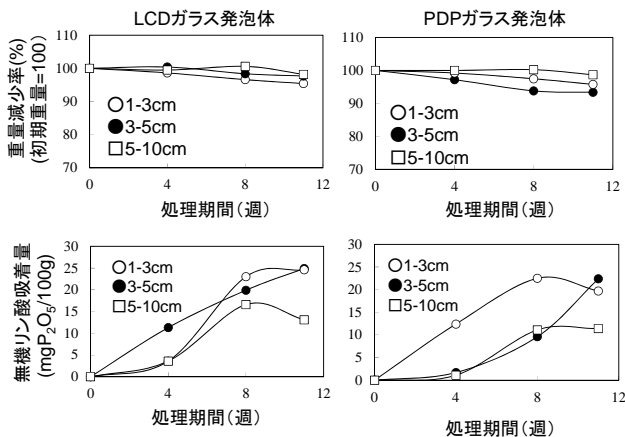 LCDガラス発泡体
重量減少率(%)
(初期重量=100)
110
100
90
80
70
○1-3cm
●3-5cm
□5-10cm
0 4 8 12
処理期間(週)
PDPガラス発泡体
110
100
90
80
70
○1-3cm
●3-5cm
□5-10cm
0 4 8 12
処理期間(週)
無機リン酸吸着量
(mgP₂O₅/100g)
30
25
20
15
10
5
0
○1-3cm
●3-5cm
□5-10cm
0 4 8 12
処理期間(週)
30
25
20
15
10
5
0
○1-3cm
●3-5cm
□5-10cm
0 4 8 12
処理期間(週)